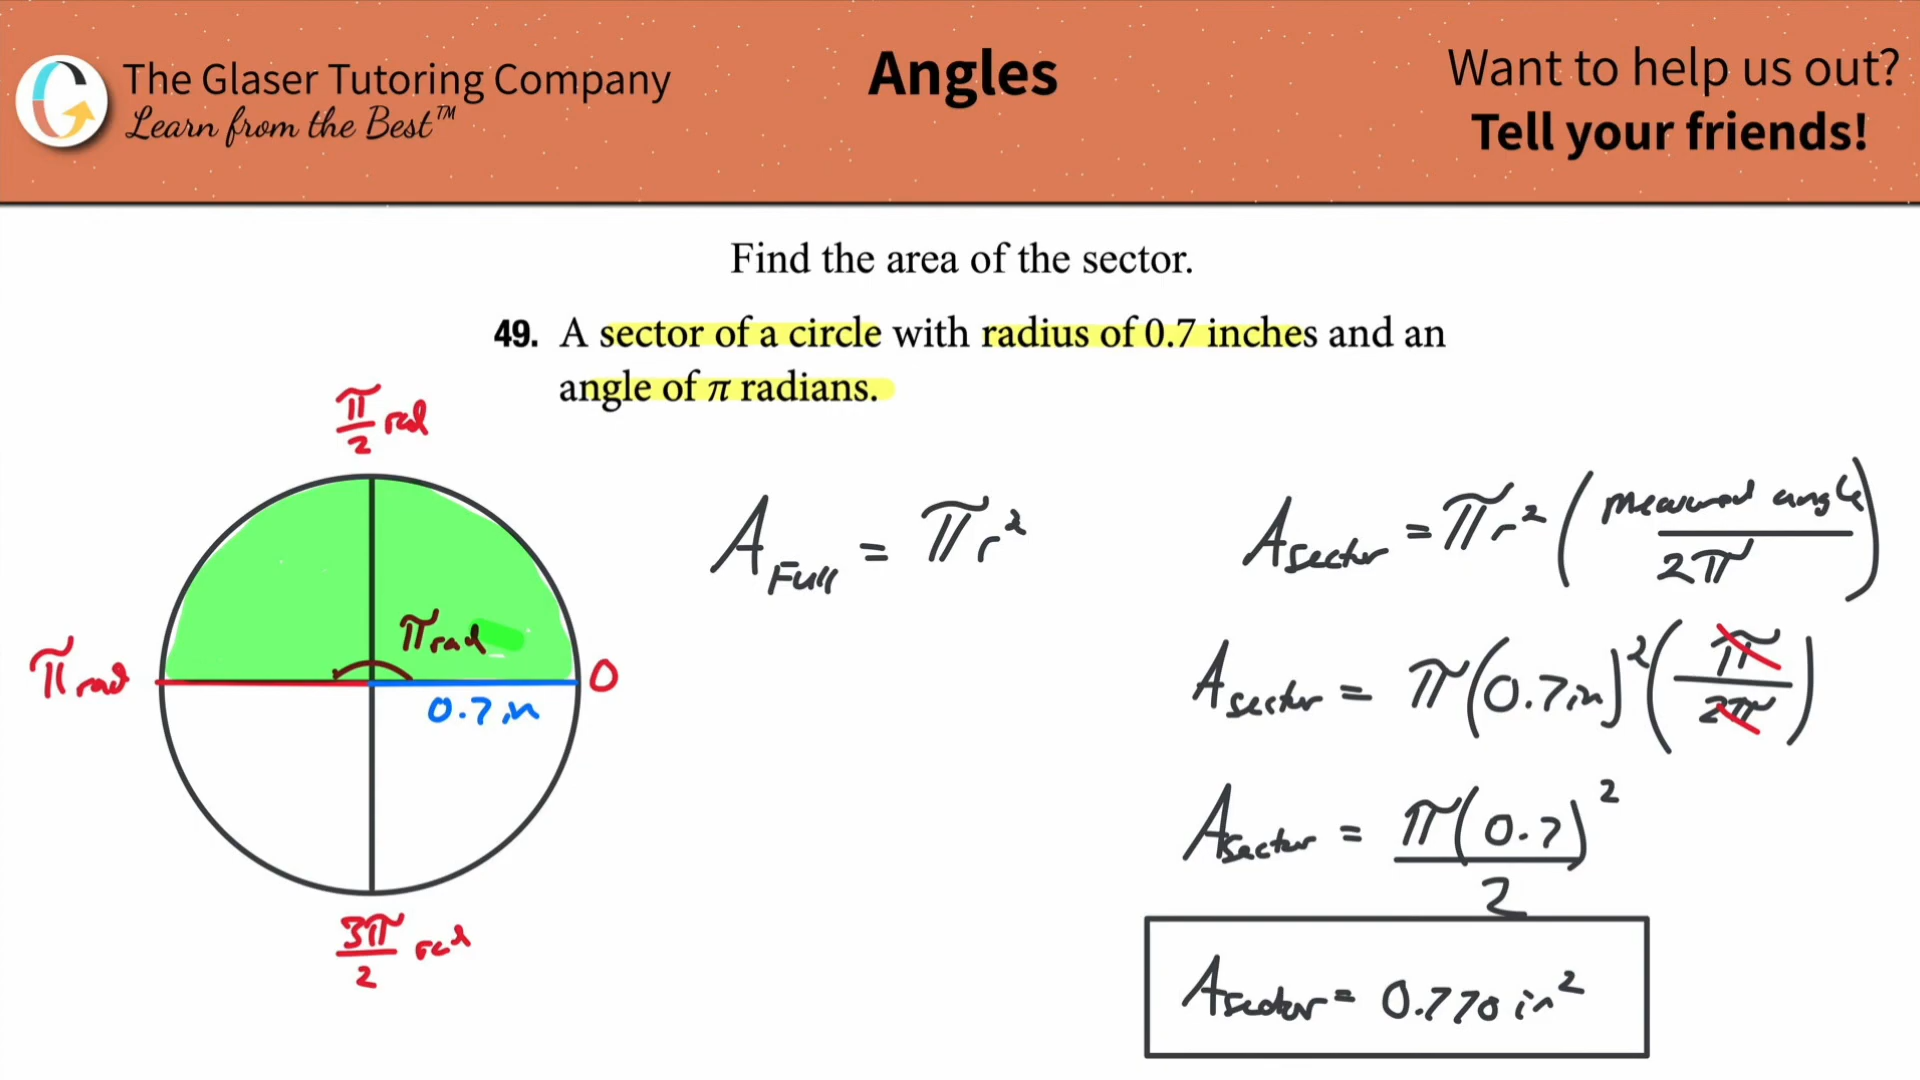 The Glaser Tutoring Company
Learn from the Best™
Angles
Want to help us out?
Tell your friends!
Find the area of the sector.
49. A sector of a circle with radius of 0.7 inches and an
angle of π radians.
π/2 rad
π rad
π rad
0
0.7 in
3π/2 rad
A_Full = πr²
A_sector = πr² (measured angle / 2π)
A_sector = π(0.7in)² (π / 2π)
A_sector = π(0.7)² / 2
A_sector = 0.770 in²